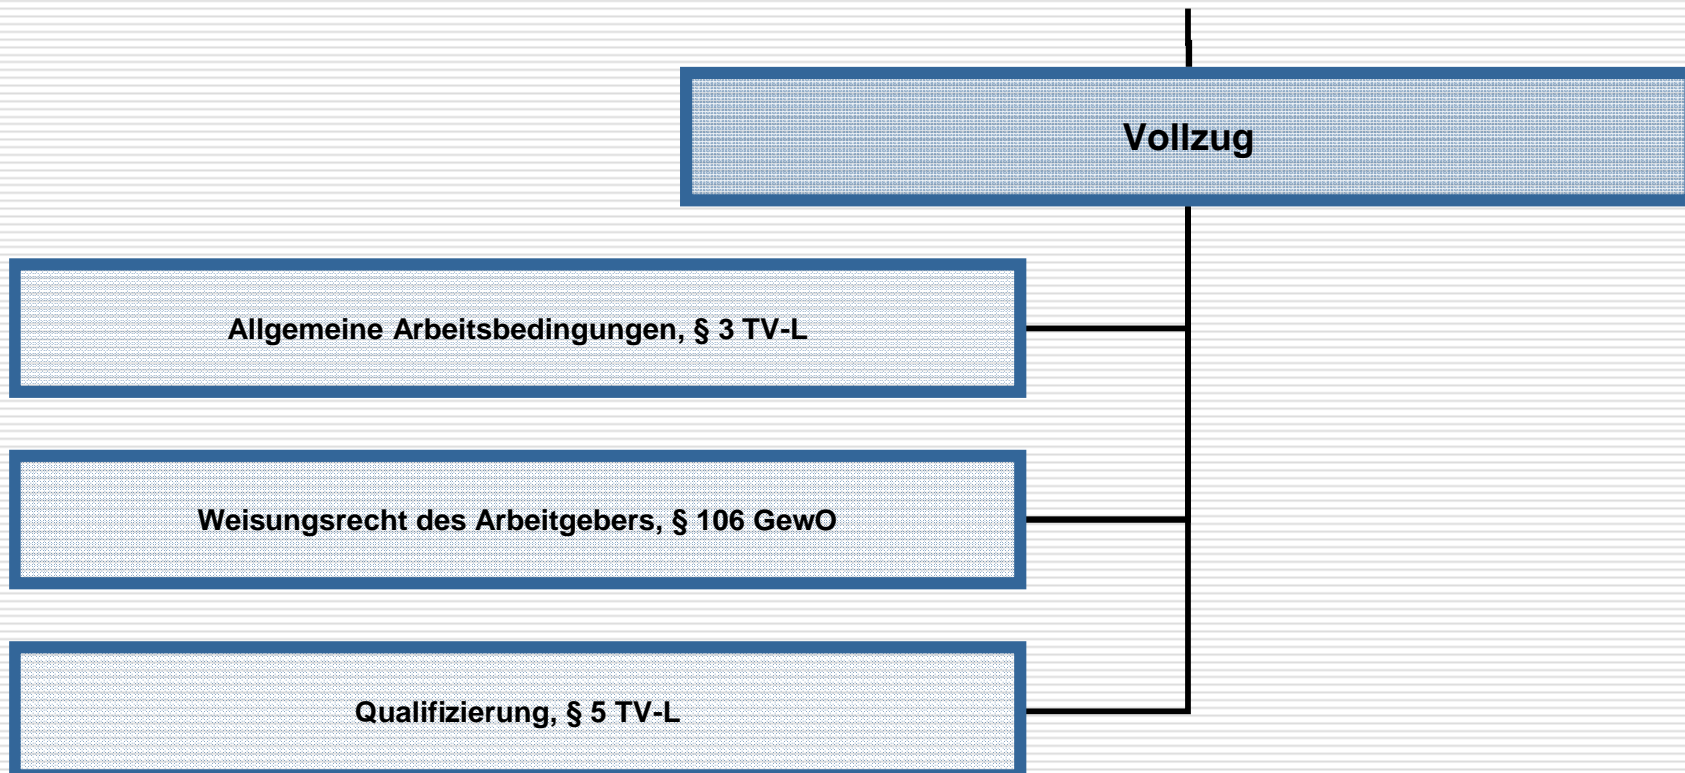 Vollzug
Allgemeine Arbeitsbedingungen, § 3 TV-L
Weisungsrecht des Arbeitgebers, § 106 GewO
Qualifizierung, § 5 TV-L